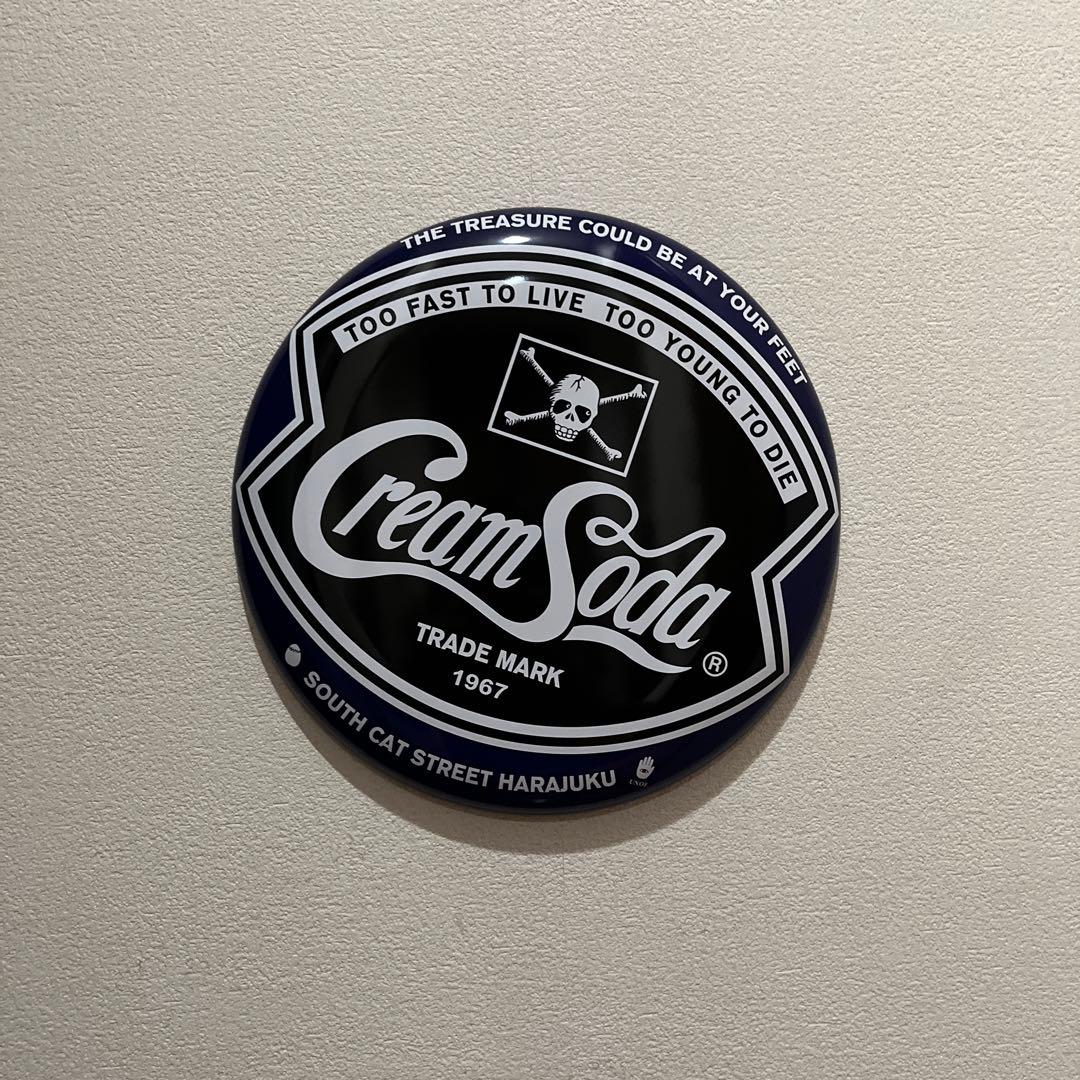 THE TREASURE COULD BE AT YOUR FEET
TOO FAST TO LIVE TOO YOUNG TO DIE
Cream Soda
®
TRADE MARK
1967
SOUTH CAT STREET HARAJUKU